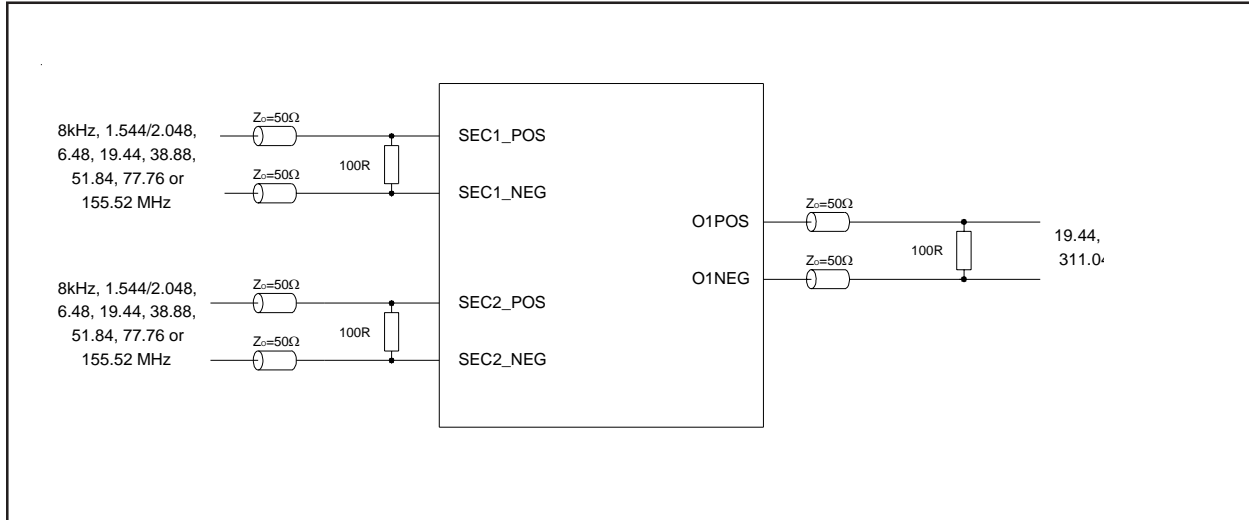 Zo=50Ω
8kHz, 1.544/2.048,
6.48, 19.44, 38.88,
51.84, 77.76 or
155.52 MHz
100R
Zo=50Ω
SEC1_POS
SEC1_NEG
Zo=50Ω
8kHz, 1.544/2.048,
6.48, 19.44, 38.88,
51.84, 77.76 or
155.52 MHz
100R
Zo=50Ω
SEC2_POS
SEC2_NEG
O1POS
O1NEG
Zo=50Ω
100R
Zo=50Ω
19.44,
311.04